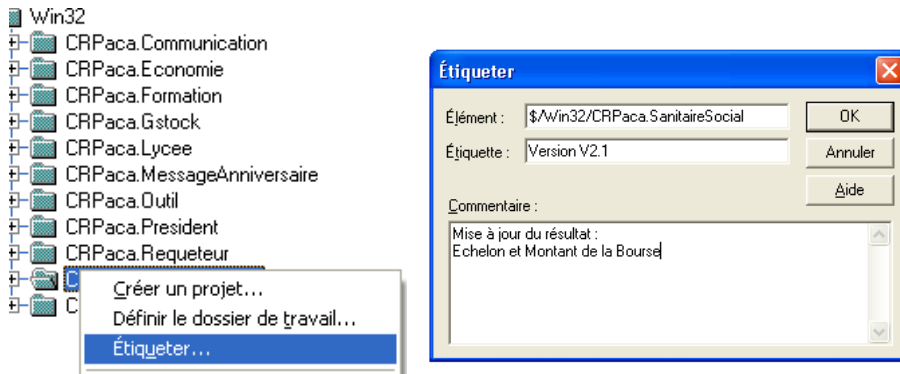 Win32
CRPaca.Communication
CRPaca.Economie
CRPaca.Formation
CRPaca.Gstock
CRPaca.Lycee
CRPaca.MessageAnniversaire
CRPaca.Outil
CRPaca.President
CRPaca.Requeteur
C
C
Créer un projet...
Définir le dossier de travail...
Étiqueter...
Étiqueter
Élément : $/Win32/CRPaca.SanitaireSocial OK
Étiquette : Version V2.1 Annuler
Aide
Commentaire :
Mise à jour du résultat :
Echelon et Montant de la Bourse